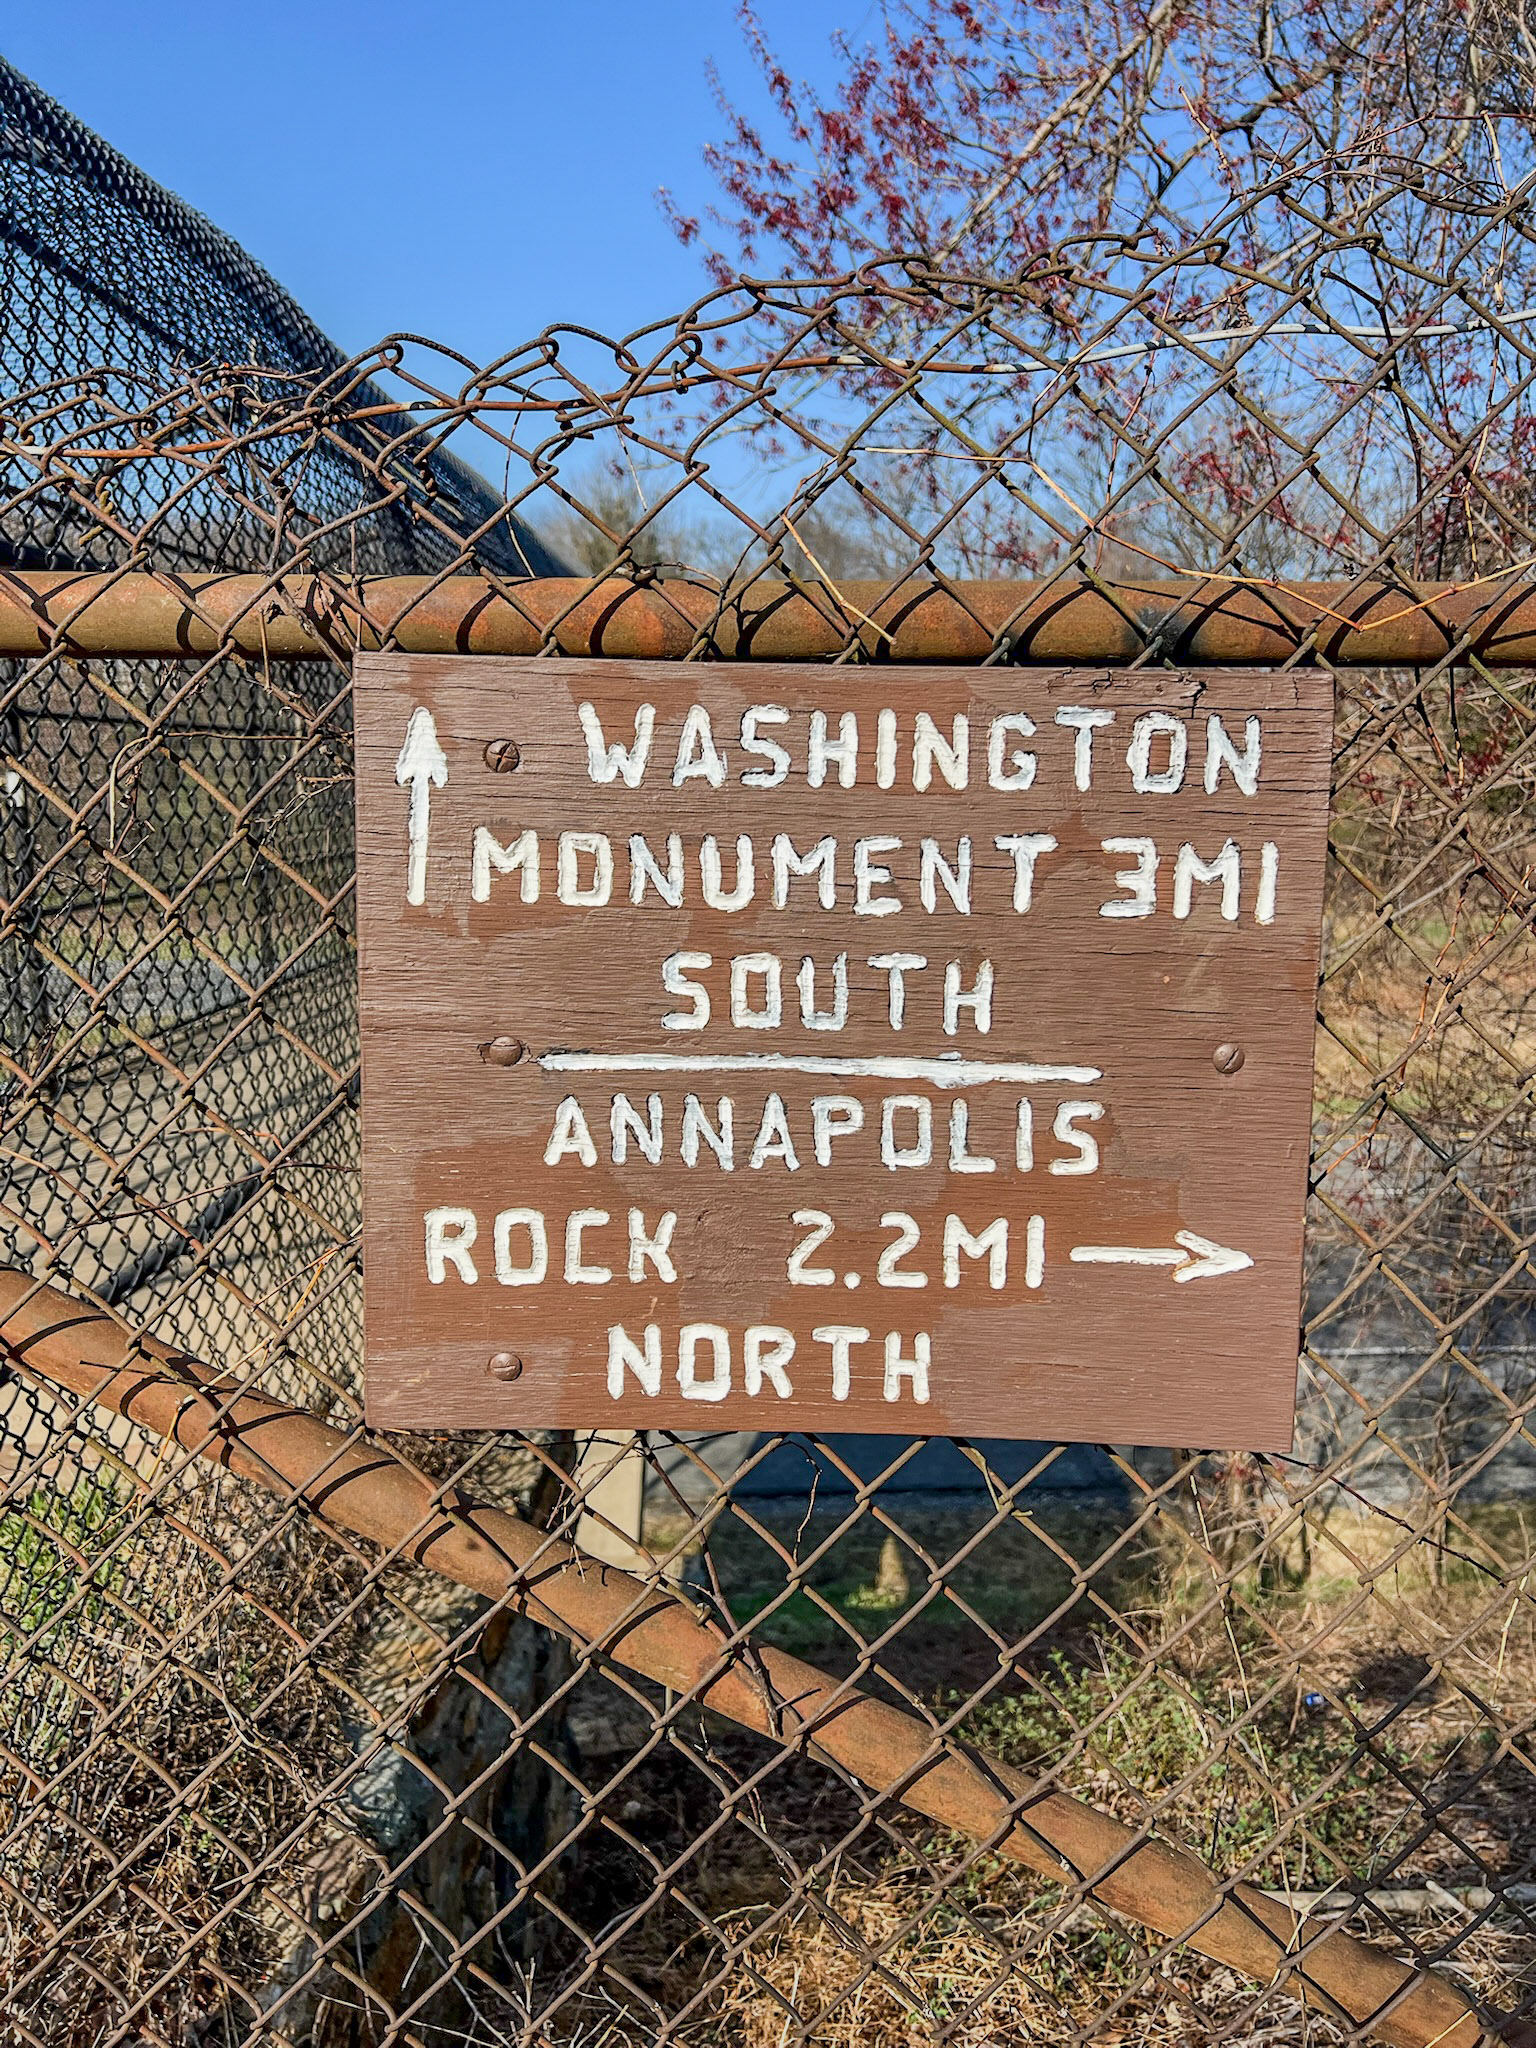 ↑ WASHINGTON
MONUMENT 3MI
SOUTH
ANNAPOLIS
ROCK 2.2MI →
NORTH